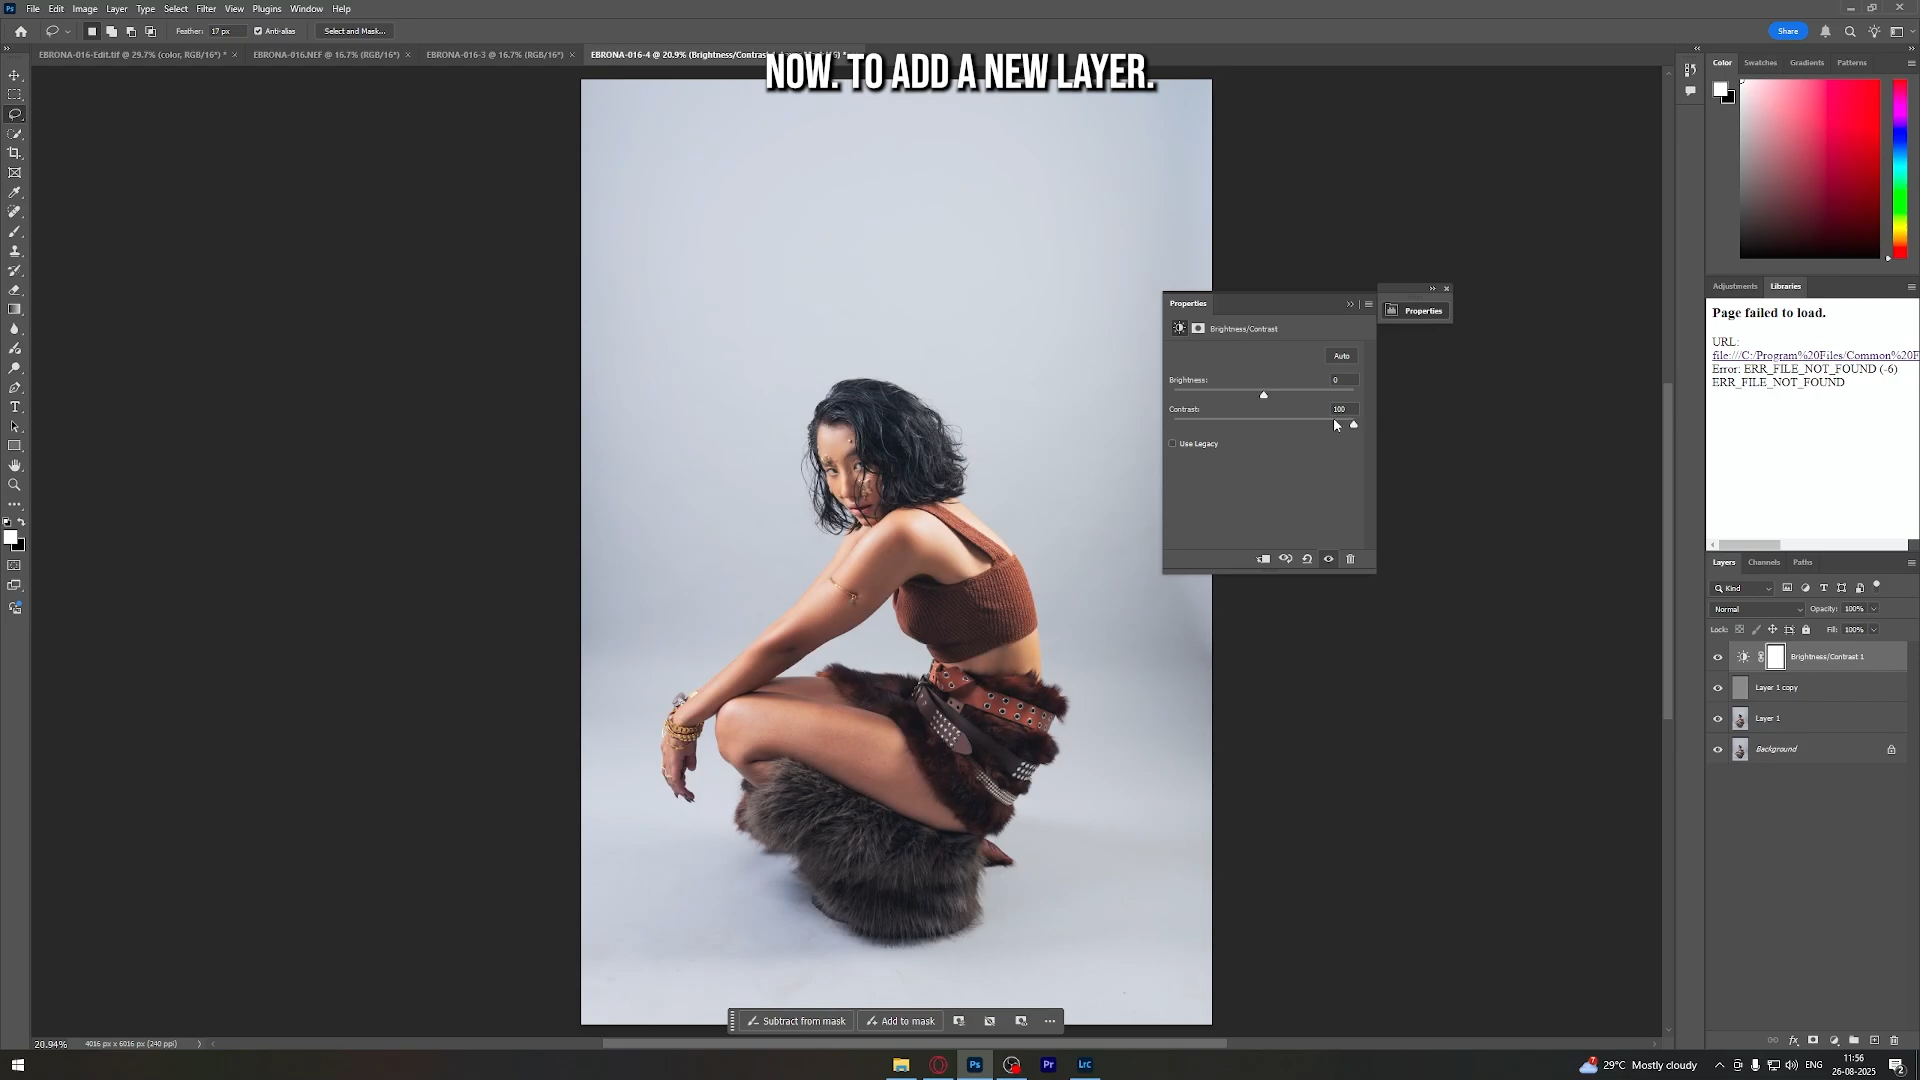 File Edit Image Layer Type Select Filter View Plugins Window Help
Feather: 17 px Anti-alias Select and Mask... Share
EBRONA-016-Edit.tif @ 29.7% (color, RGB/16*) * EBRONA-016.NEF @ 16.7% (RGB/16*) EBRONA-016-3 @ 16.7% (RGB/16*) EBRONA-016-4 @ 20.9% (Brightness/Contrast
NOW. TO ADD A NEW LAYER.
Color Swatches Gradients Patterns
Adjustments Libraries
Page failed to load.
URL:
file:///C:/Program%20Files/Common%20F
Error: ERR_FILE_NOT_FOUND (-6)
ERR_FILE_NOT_FOUND
Properties
Properties
Brightness/Contrast
Auto
Brightness: 0
Contrast: 100
Use Legacy
Layers Channels Paths
Kind
Normal Opacity: 100%
Lock: Fill: 100%
Brightness/Contrast 1
Layer 1 copy
Layer 1
Background
Subtract from mask Add to mask
20.94% 4016 px x 6016 px (240 ppi)
Ps Pr LrC
29°C Mostly cloudy ENG 11:56
26-08-2025